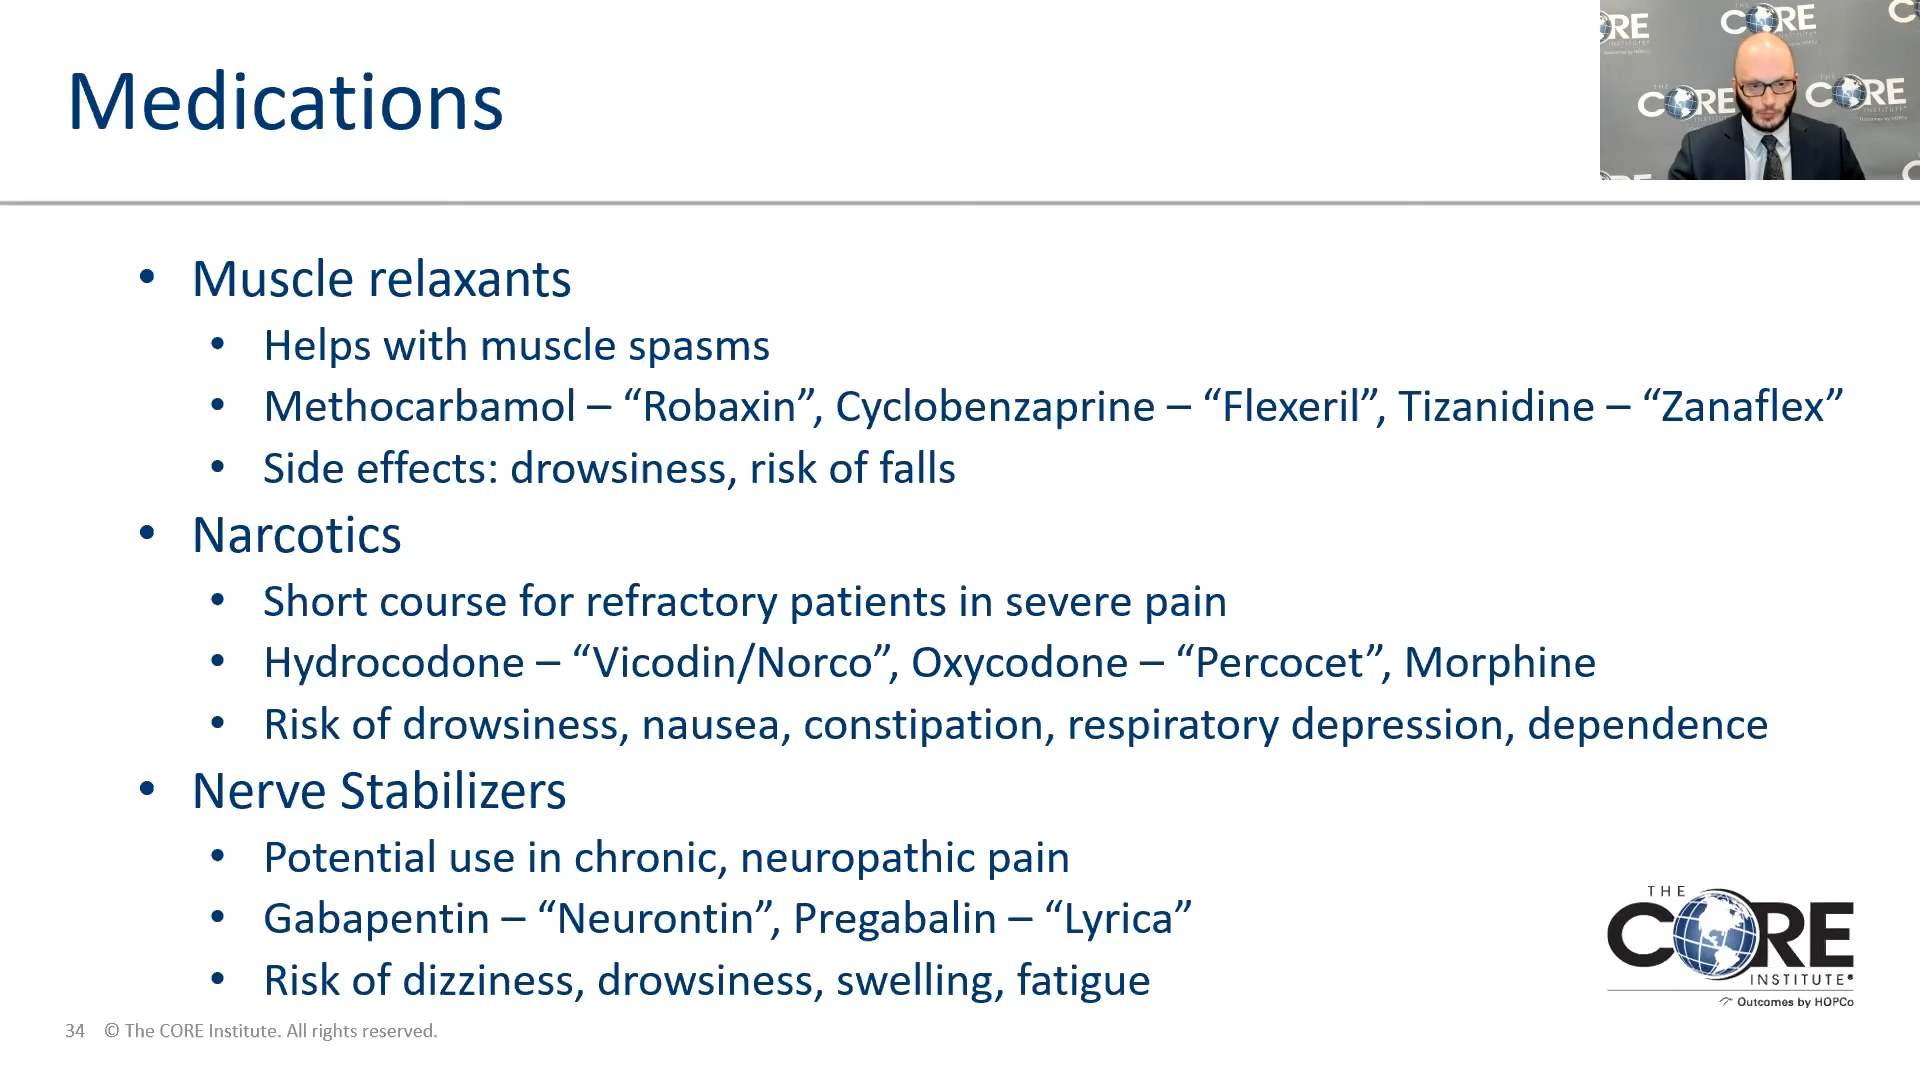 Medications
• Muscle relaxants
• Helps with muscle spasms
• Methocarbamol – “Robaxin”, Cyclobenzaprine – “Flexeril”, Tizanidine – “Zanaflex”
• Side effects: drowsiness, risk of falls
• Narcotics
• Short course for refractory patients in severe pain
• Hydrocodone – “Vicodin/Norco”, Oxycodone – “Percocet”, Morphine
• Risk of drowsiness, nausea, constipation, respiratory depression, dependence
• Nerve Stabilizers
• Potential use in chronic, neuropathic pain
• Gabapentin – “Neurontin”, Pregabalin – “Lyrica”
• Risk of dizziness, drowsiness, swelling, fatigue
THE
CORE
INSTITUTE®
Outcomes by HOPCo
34 © The CORE Institute. All rights reserved.